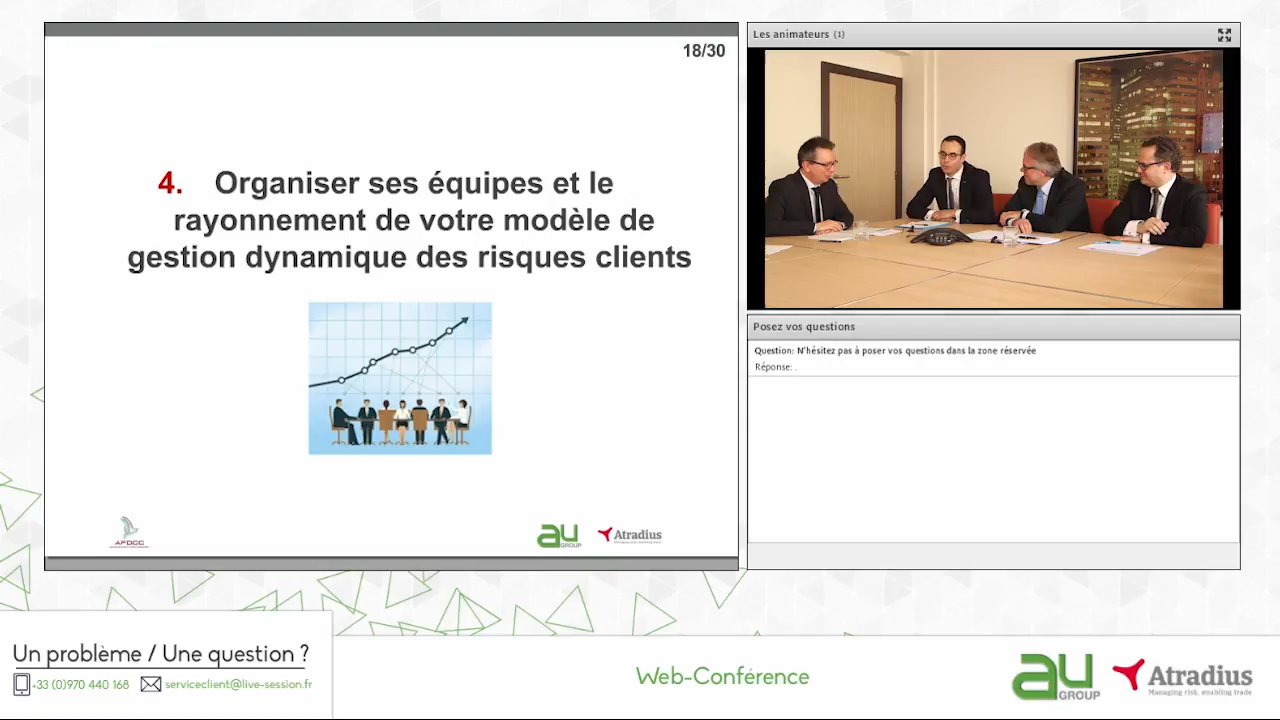 18/30
4. Organiser ses équipes et le
rayonnement de votre modèle de
gestion dynamique des risques clients
AFDCC
au
GROUP
Atradius
Les animateurs (1)
Posez vos questions
Question: N'hésitez pas à poser vos questions dans la zone réservée
Réponse: .
Un problème / Une question ?
+33 (0)970 440 168 serviceclient@live-session.fr
Web-Conférence
au
GROUP
Atradius
Managing risk, enabling trade